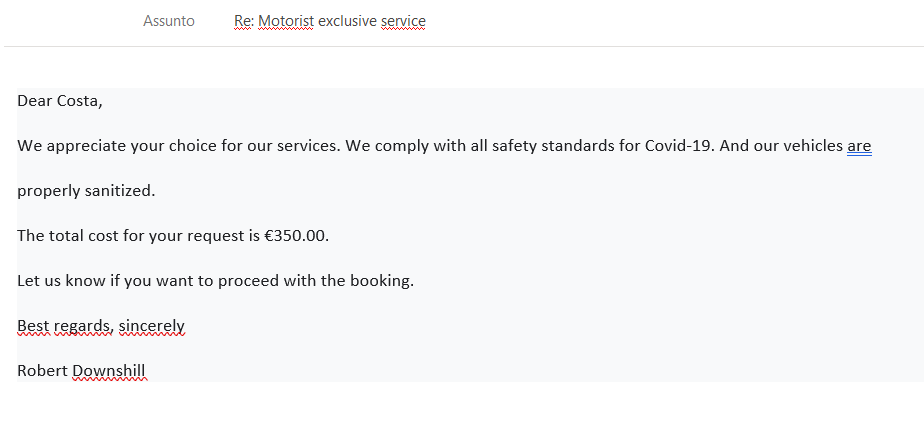 Assunto Re: Motorist exclusive service
Dear Costa,
We appreciate your choice for our services. We comply with all safety standards for Covid-19. And our vehicles are
properly sanitized.
The total cost for your request is €350.00.
Let us know if you want to proceed with the booking.
Best regards, sincerely
Robert Downshill